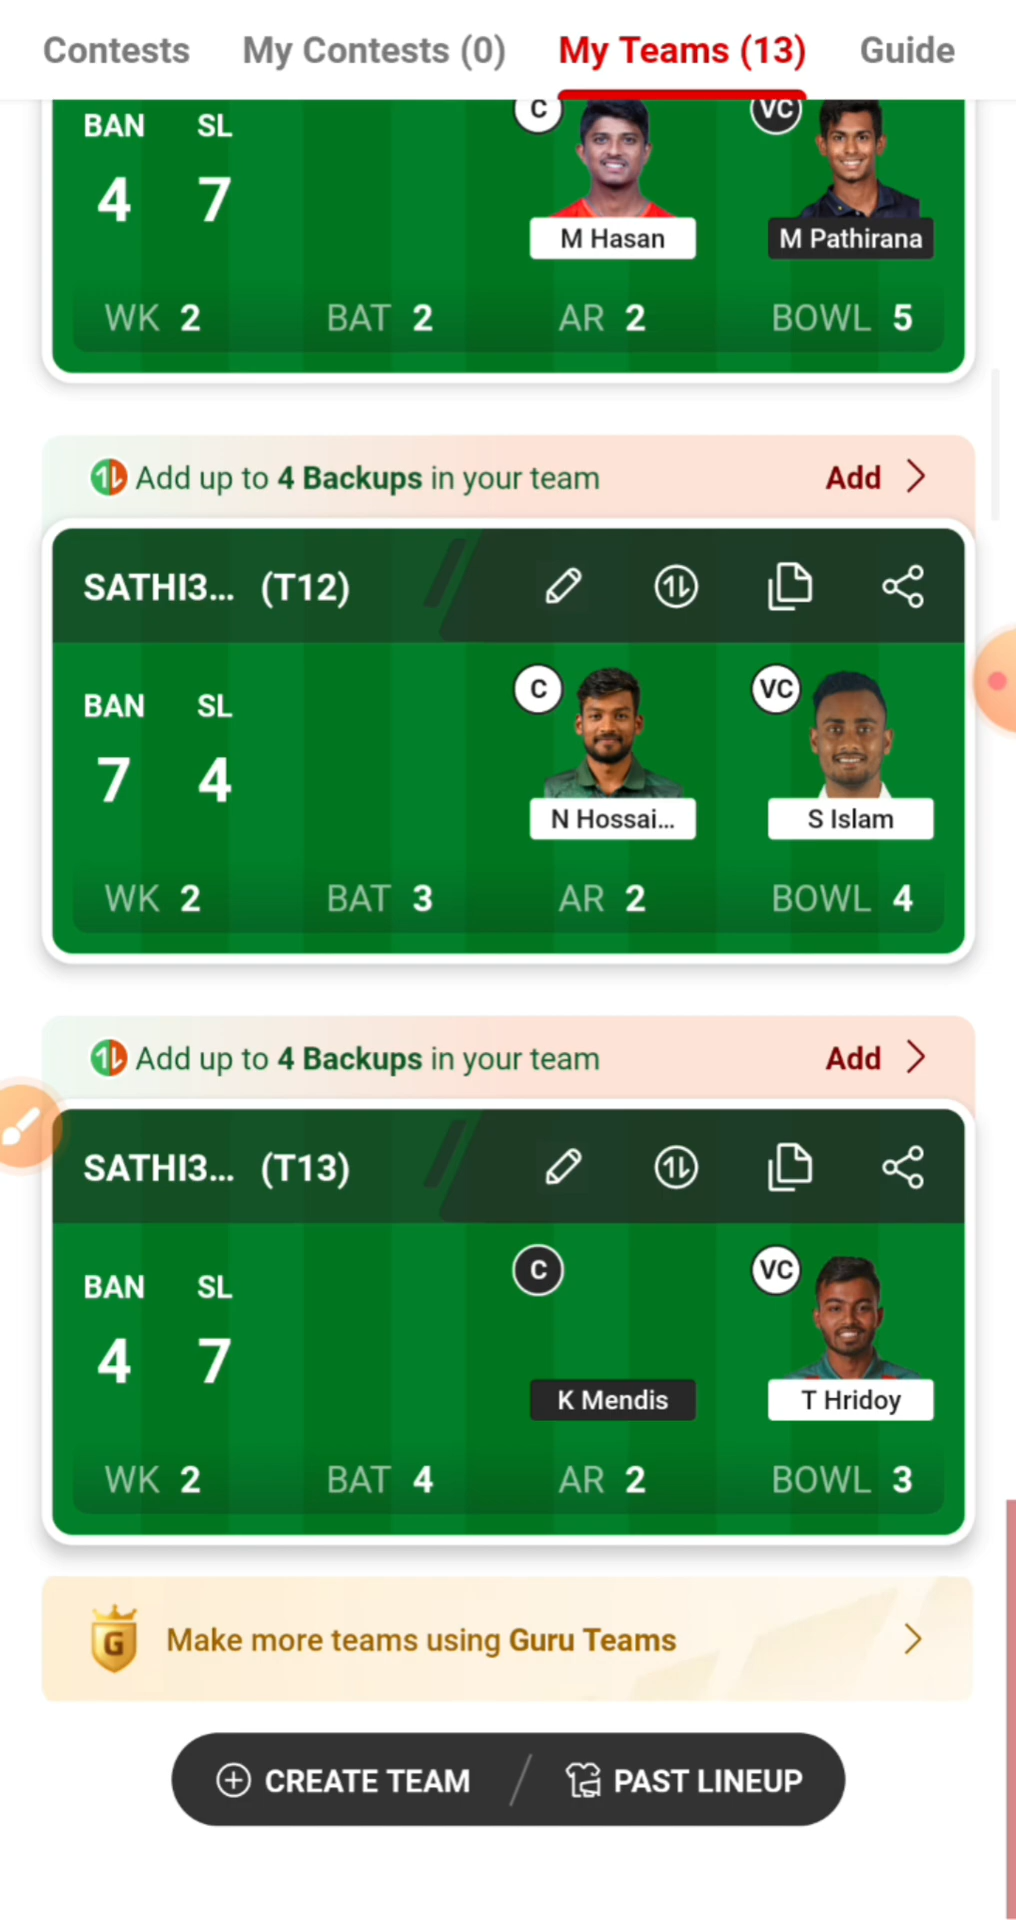 Contests My Contests (0) My Teams (13) Guide
BAN SL C VC
4 7
M Hasan M Pathirana
WK 2 BAT 2 AR 2 BOWL 5
Add up to 4 Backups in your team Add
SATHI3... (T12)
BAN SL C VC
7 4
N Hossai... S Islam
WK 2 BAT 3 AR 2 BOWL 4
Add up to 4 Backups in your team Add
SATHI3... (T13)
BAN SL C VC
4 7
K Mendis T Hridoy
WK 2 BAT 4 AR 2 BOWL 3
G Make more teams using Guru Teams
CREATE TEAM / PAST LINEUP